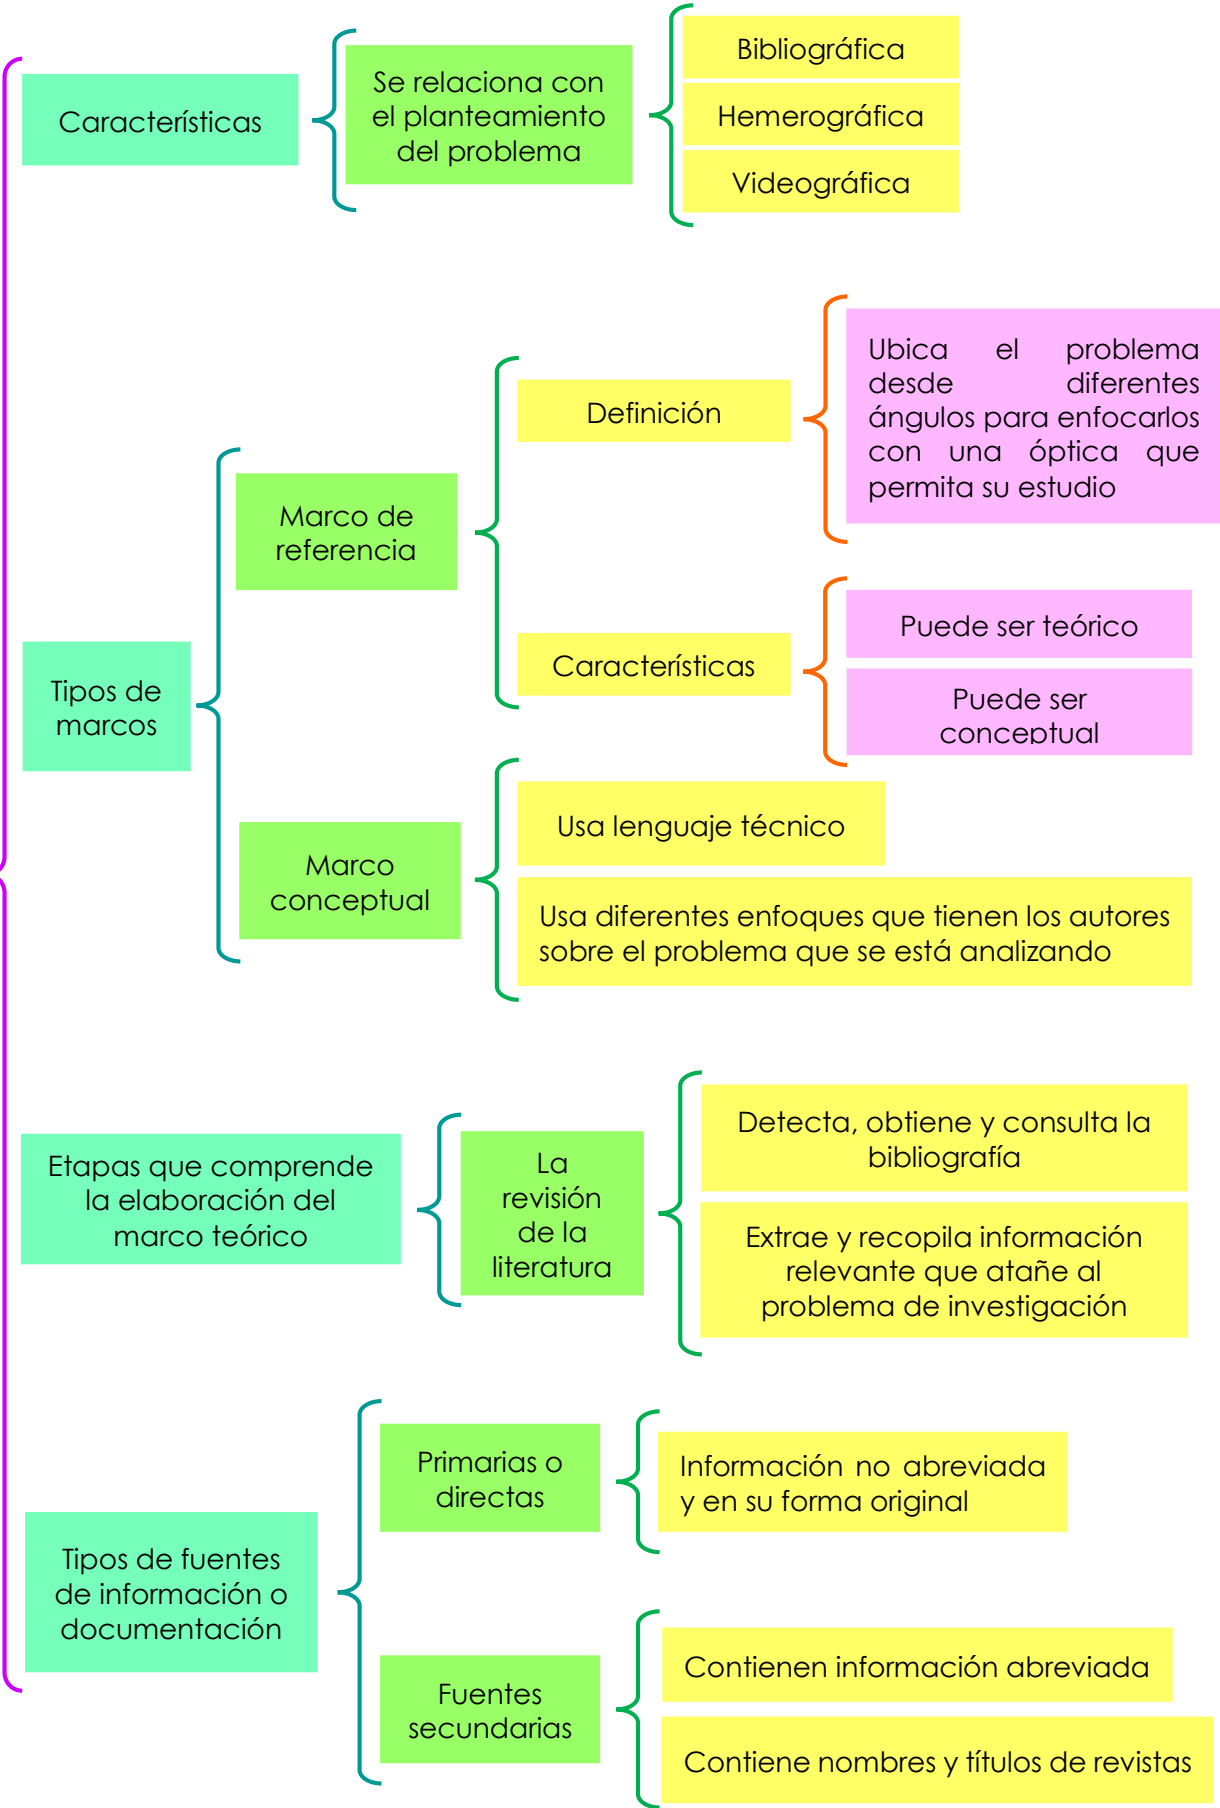 Características
Se relaciona con
el planteamiento
del problema
Bibliográfica
Hemerográfica
Videográfica
Tipos de
marcos
Marco de
referencia
Definición
Ubica el problema
desde diferentes
ángulos para enfocarlos
con una óptica que
permita su estudio
Características
Puede ser teórico
Puede ser
conceptual
Marco
conceptual
Usa lenguaje técnico
Usa diferentes enfoques que tienen los autores
sobre el problema que se está analizando
Etapas que comprende
la elaboración del
marco teórico
La
revisión
de la
literatura
Detecta, obtiene y consulta la
bibliografía
Extrae y recopila información
relevante que atañe al
problema de investigación
Tipos de fuentes
de información o
documentación
Primarias o
directas
Información no abreviada
y en su forma original
Fuentes
secundarias
Contienen información abreviada
Contiene nombres y títulos de revistas